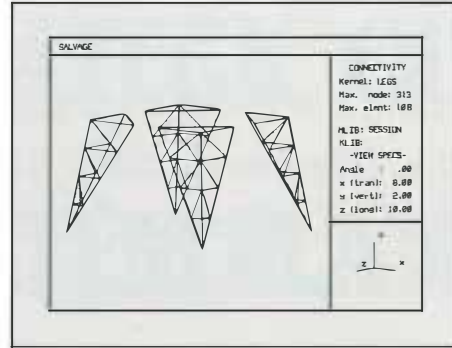 SALVAGE
CONNECTIVITY
Kernel: LEGS
Max. node: 313
Max. elmnt: 108
MLIB: SESSION
KLIB:
-VIEW SPECS-
Angle .00
x (tran): 8.00
y (vert): 2.00
z (long): 10.00
z x